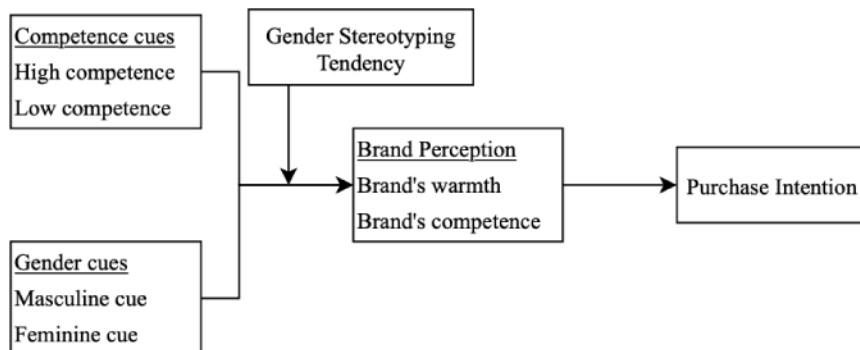 Competence cues
High competence
Low competence
Gender Stereotyping
Tendency
Brand Perception
Brand's warmth
Brand's competence
Purchase Intention
Gender cues
Masculine cue
Feminine cue